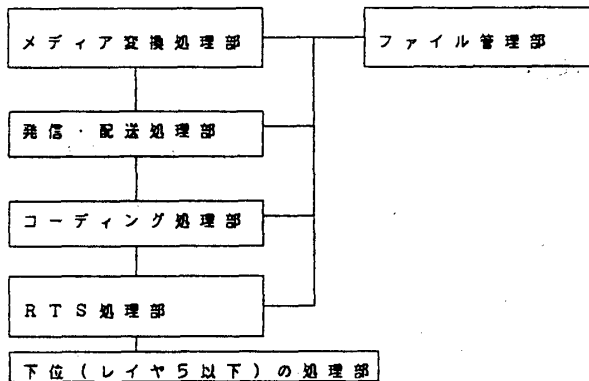 メディア変換処理部
ファイル管理部
発信・配送処理部
コーディング処理部
RTS処理部
下位(レイヤ5以下)の処理部